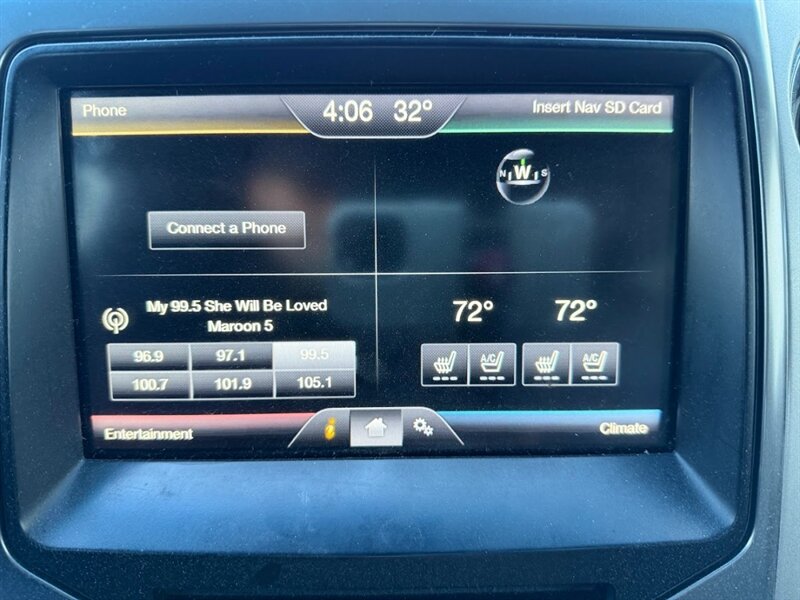 Phone
4:06 32°
Insert Nav SD Card
N W S
Connect a Phone
My 99.5 She Will Be Loved
Maroon 5
96.9 97.1 99.5
100.7 101.9 105.1
72° 72°
A/C A/C
Entertainment
i
Climate